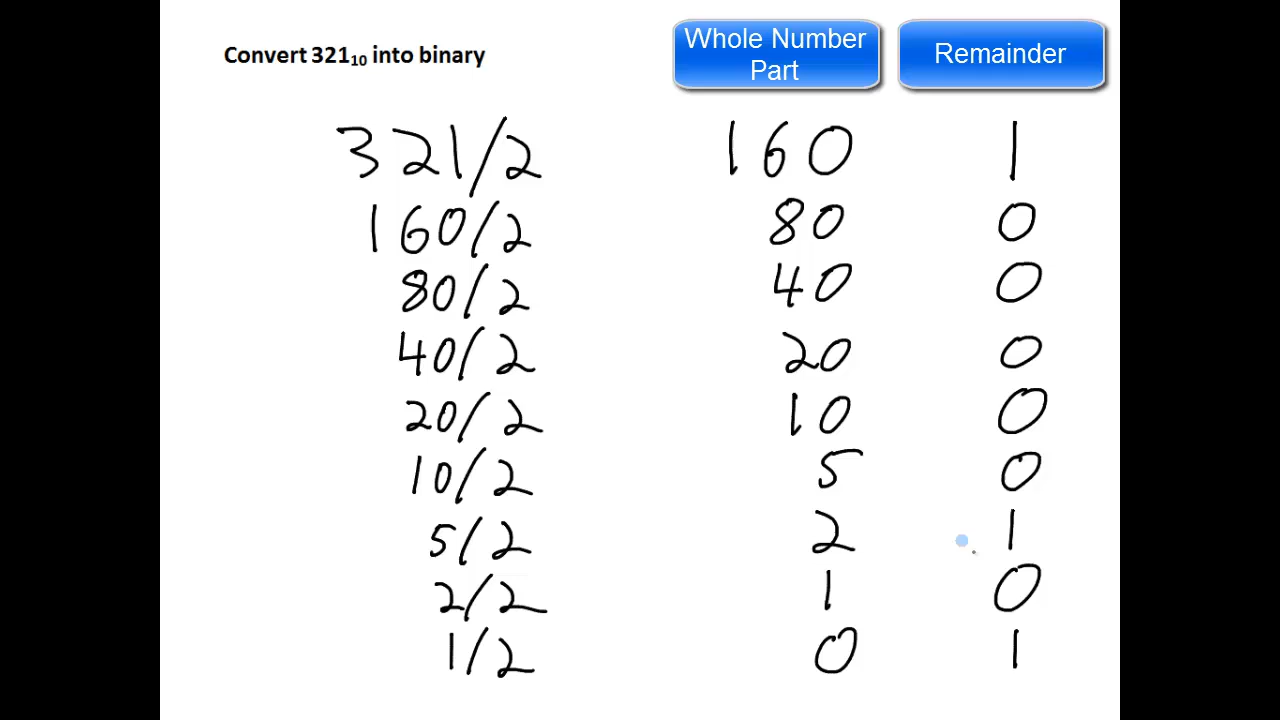 Convert 321₁₀ into binary
Whole Number
Part
Remainder
321/2 160 1
160/2 80 0
80/2 40 0
40/2 20 0
20/2 10 0
10/2 5 0
5/2 2 1
2/2 1 0
1/2 0 1